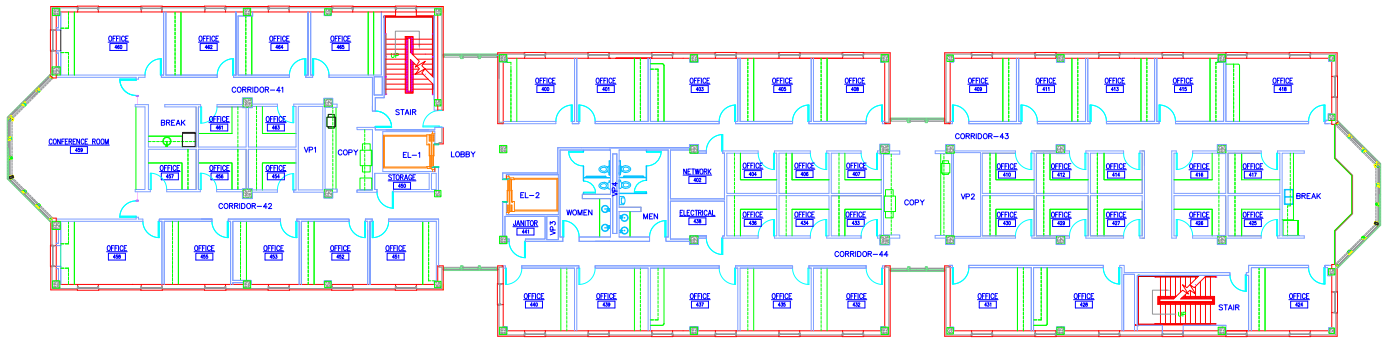 OFFICE
460
OFFICE
462
OFFICE
464
OFFICE
465
UP
CORRIDOR-41
STAIR
BREAK
OFFICE
461
OFFICE
463
CONFERENCE ROOM
459
VP1
COPY
EL-1
LOBBY
OFFICE
457
OFFICE
456
OFFICE
454
STORAGE
450
CORRIDOR-42
OFFICE
458
OFFICE
455
OFFICE
453
OFFICE
452
OFFICE
451
OFFICE
400
OFFICE
401
OFFICE
403
OFFICE
405
OFFICE
408
EL-2
JANITOR
441
VP3
WOMEN
VP4
MEN
NETWORK
402
ELECTRICAL
438
OFFICE
404
OFFICE
406
OFFICE
407
OFFICE
436
OFFICE
434
OFFICE
433
COPY
CORRIDOR-44
OFFICE
440
OFFICE
439
OFFICE
437
OFFICE
435
OFFICE
432
OFFICE
409
OFFICE
411
OFFICE
413
OFFICE
415
OFFICE
418
CORRIDOR-43
VP2
OFFICE
410
OFFICE
412
OFFICE
414
OFFICE
416
OFFICE
417
BREAK
OFFICE
430
OFFICE
429
OFFICE
427
OFFICE
OFFICE
425
OFFICE
431
OFFICE
STAIR
OFFICE
424